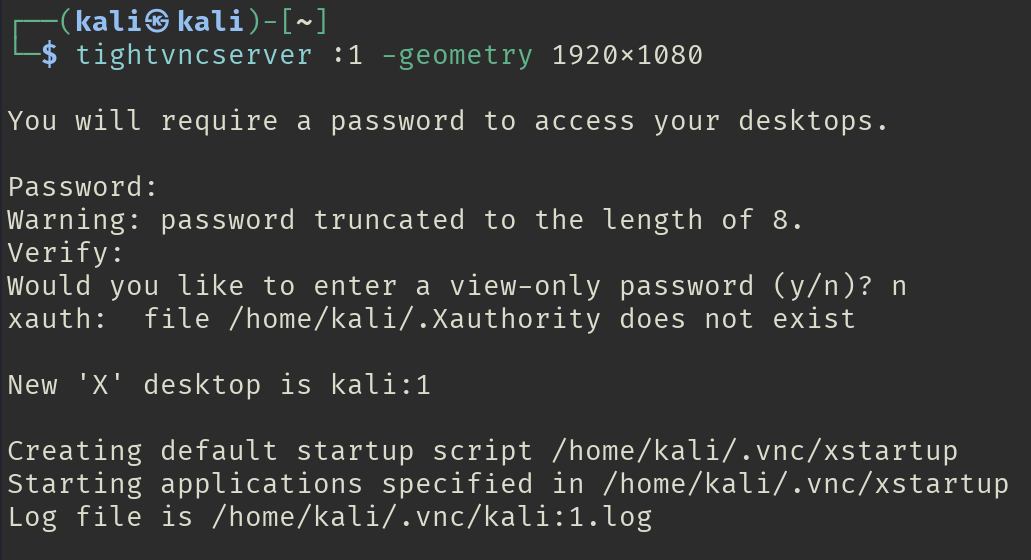 ┌──(kali㉿kali)-[~]
└─$ tightvncserver :1 -geometry 1920×1080
You will require a password to access your desktops.
Password:
Warning: password truncated to the length of 8.
Verify:
Would you like to enter a view-only password (y/n)? n
xauth:  file /home/kali/.Xauthority does not exist
New 'X' desktop is kali:1
Creating default startup script /home/kali/.vnc/xstartup
Starting applications specified in /home/kali/.vnc/xstartup
Log file is /home/kali/.vnc/kali:1.log